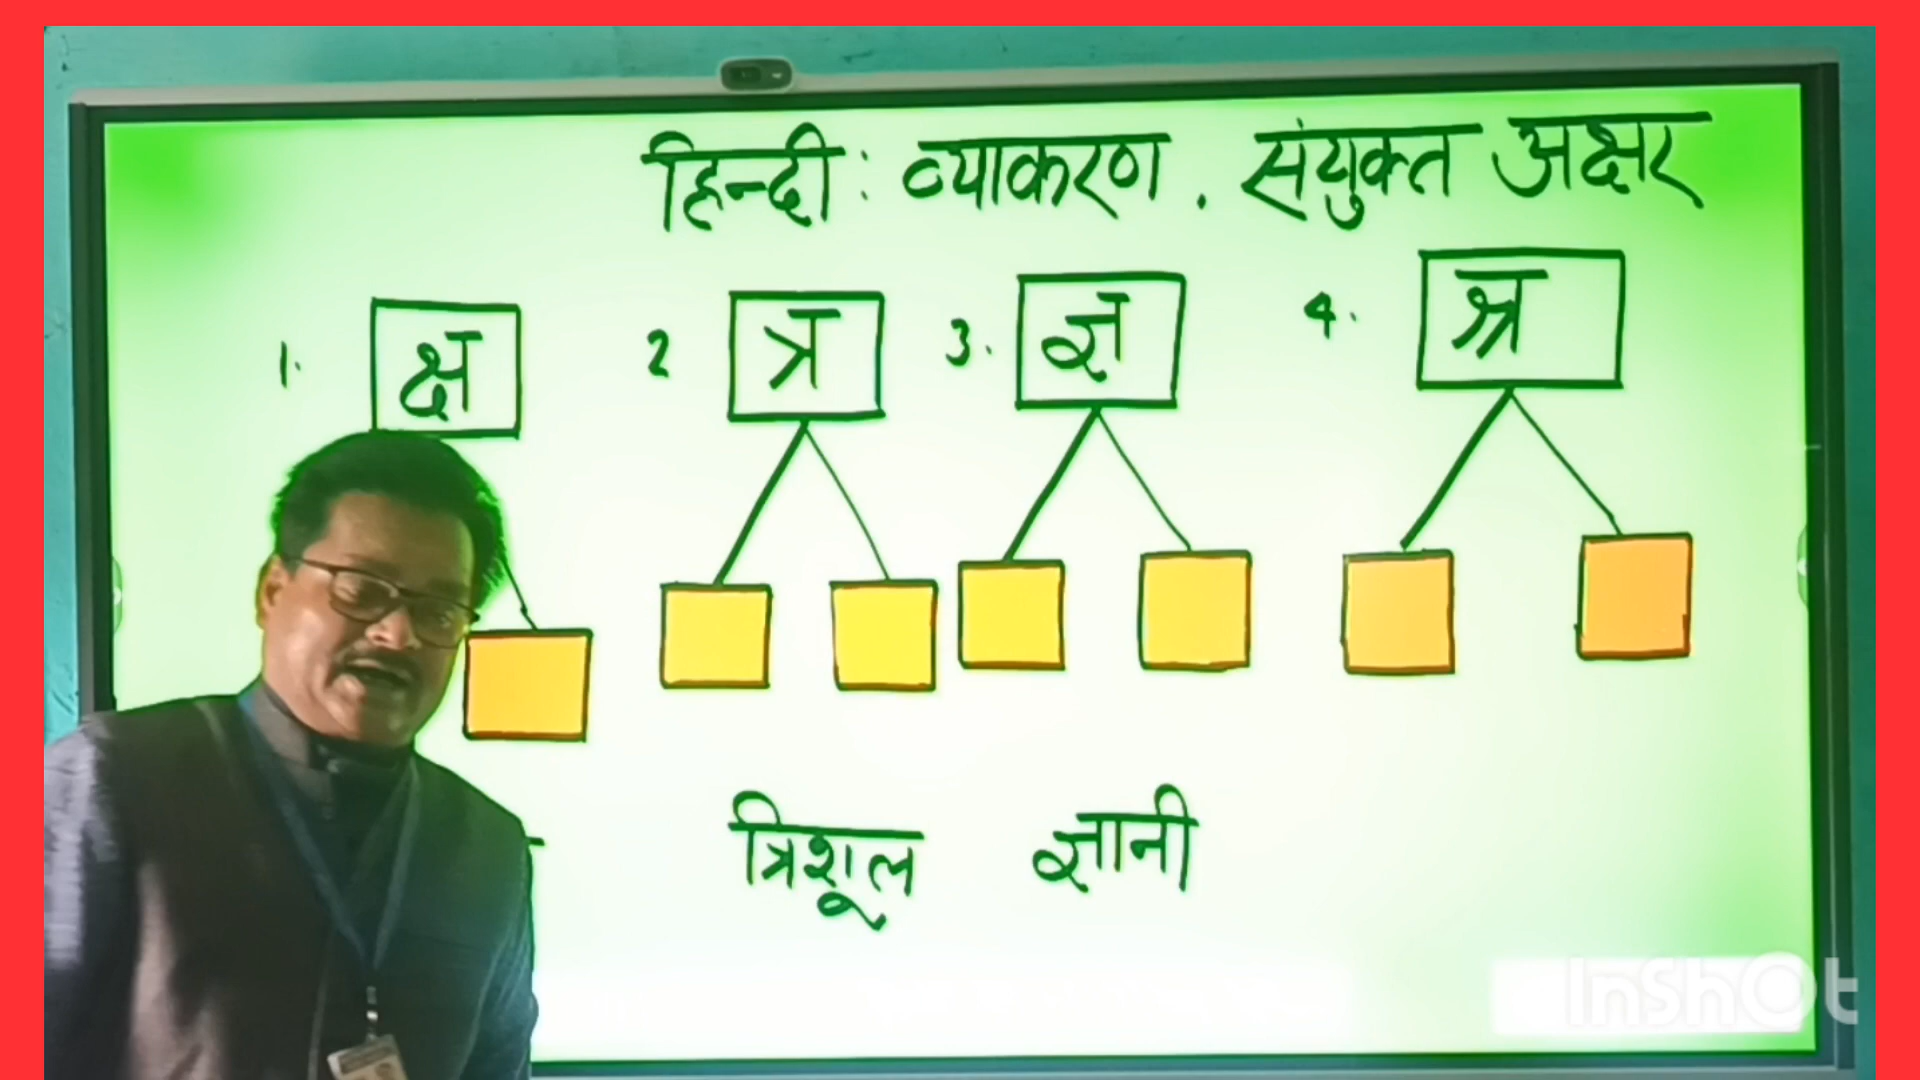 हिन्दी : व्याकरण . संयुक्त अक्षर
1. क्ष 2 त्र 3. ज्ञ 4. श्र
त्रिशूल ज्ञानी
InShOt